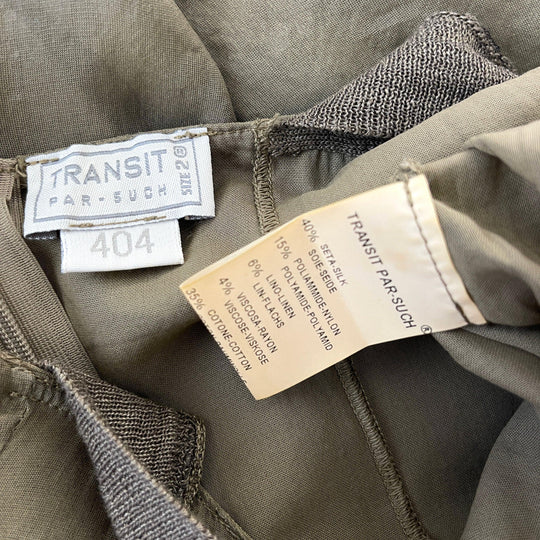 TRANSIT
PAR-SUCH
SIZE 2 ®
404
TRANSIT PAR-SUCH ®
40% SETA-SILK
SOIE-SEIDE
15% POLIAMMIDE-NYLON
POLYAMIDE-POLYAMID
6% LINO-LINEN
LIN-FLACHS
4% VISCOSA-RAYON
VISCOSE-VISKOSE
35% COTONE-COTTON